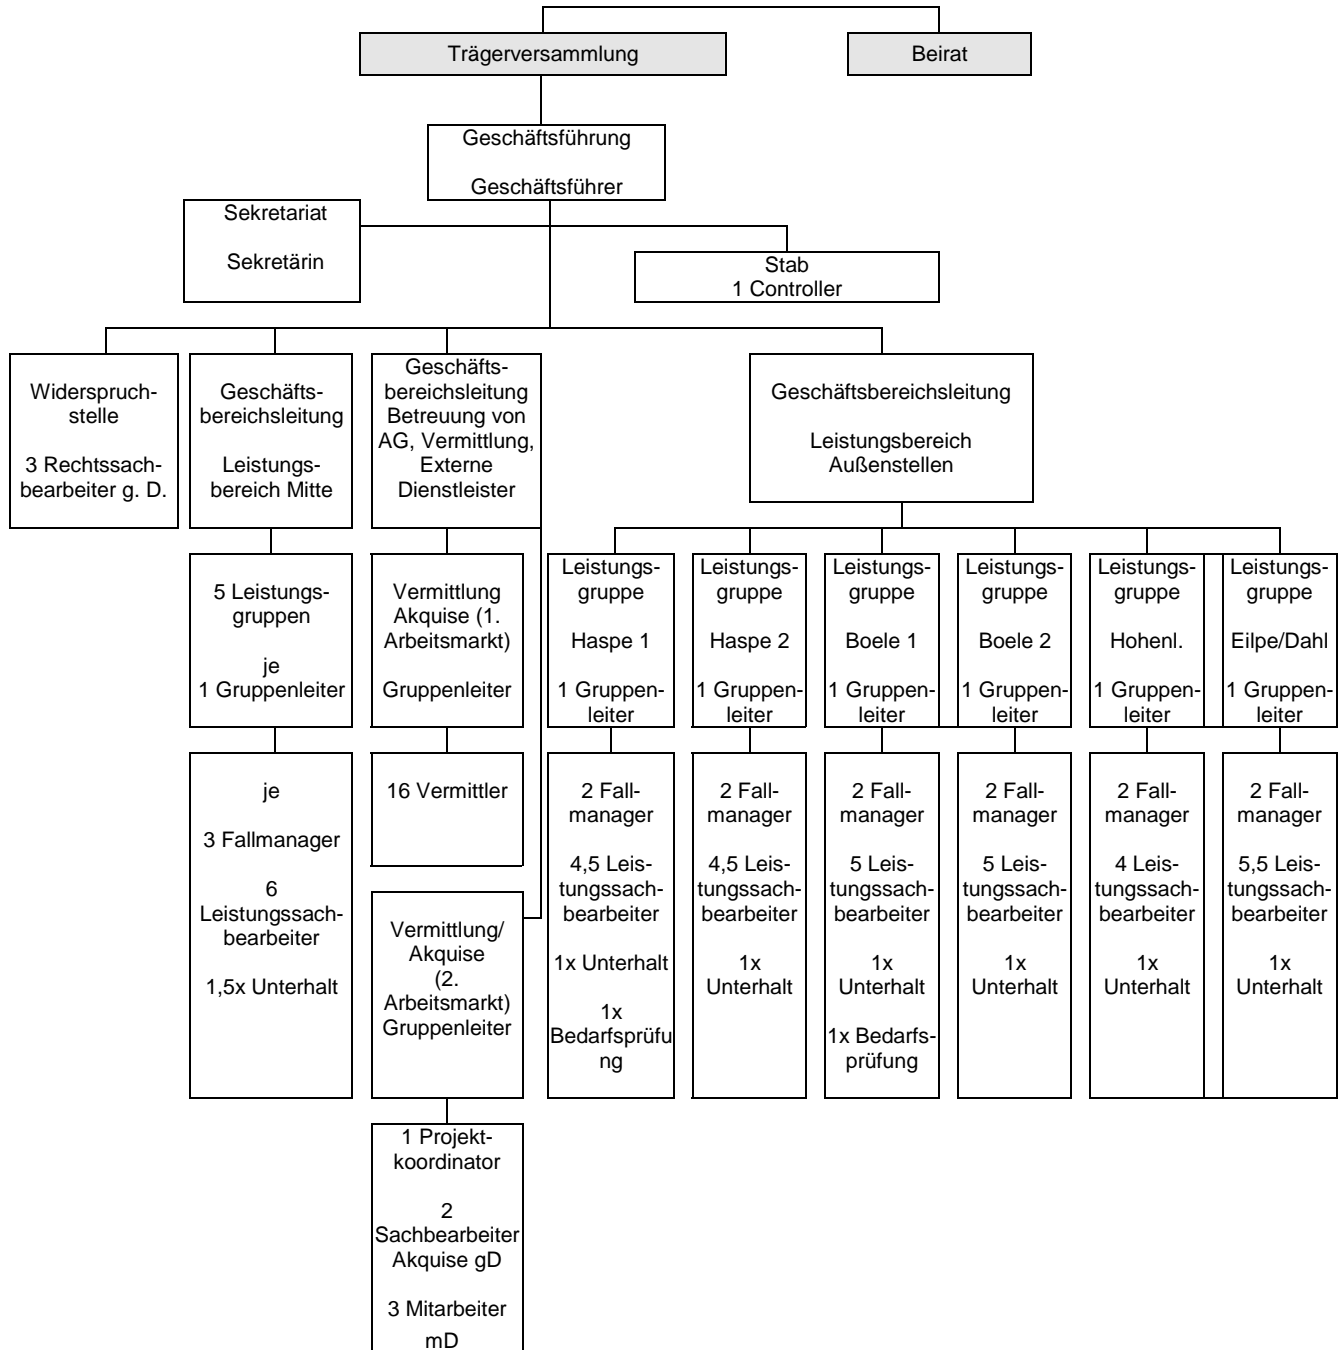 Trägerversammlung
Beirat
Geschäftsführung
Geschäftsführer
Sekretariat
Sekretärin
Stab
1 Controller
Widerspruch-
stelle
3 Rechtssach-
bearbeiter g. D.
Geschäfts-
bereichsleitung
Leistungs-
bereich Mitte
Geschäfts-
bereichsleitung
Betreuung von
AG, Vermittlung,
Externe
Dienstleister
Geschäftsbereichsleitung
Leistungsbereich
Außenstellen
5 Leistungs-
gruppen
je
1 Gruppenleiter
Vermittlung
Akquise (1.
Arbeitsmarkt)
Gruppenleiter
Leistungs-
gruppe
Haspe 1
1 Gruppen-
leiter
Leistungs-
gruppe
Haspe 2
1 Gruppen-
leiter
Leistungs-
gruppe
Boele 1
1 Gruppen-
leiter
Leistungs-
gruppe
Boele 2
1 Gruppen-
leiter
Leistungs-
gruppe
Hohenl.
1 Gruppen-
leiter
Leistungs-
gruppe
Eilpe/Dahl
1 Gruppen-
leiter
je
3 Fallmanager
6
Leistungssach-
bearbeiter
1,5x Unterhalt
16 Vermittler
Vermittlung/
Akquise
(2.
Arbeitsmarkt)
Gruppenleiter
2 Fall-
manager
4,5 Leis-
tungssach-
bearbeiter
1x Unterhalt
1x
Bedarfsprüfu
ng
2 Fall-
manager
4,5 Leis-
tungssach-
bearbeiter
1x
Unterhalt
2 Fall-
manager
5 Leis-
tungssach-
bearbeiter
1x
Unterhalt
1x Bedarfs-
prüfung
2 Fall-
manager
5 Leis-
tungssach-
bearbeiter
1x
Unterhalt
2 Fall-
manager
4 Leis-
tungssach-
bearbeiter
1x
Unterhalt
2 Fall-
manager
5,5 Leis-
tungssach-
bearbeiter
1x
Unterhalt
1 Projekt-
koordinator
2
Sachbearbeiter
Akquise gD
3 Mitarbeiter
mD